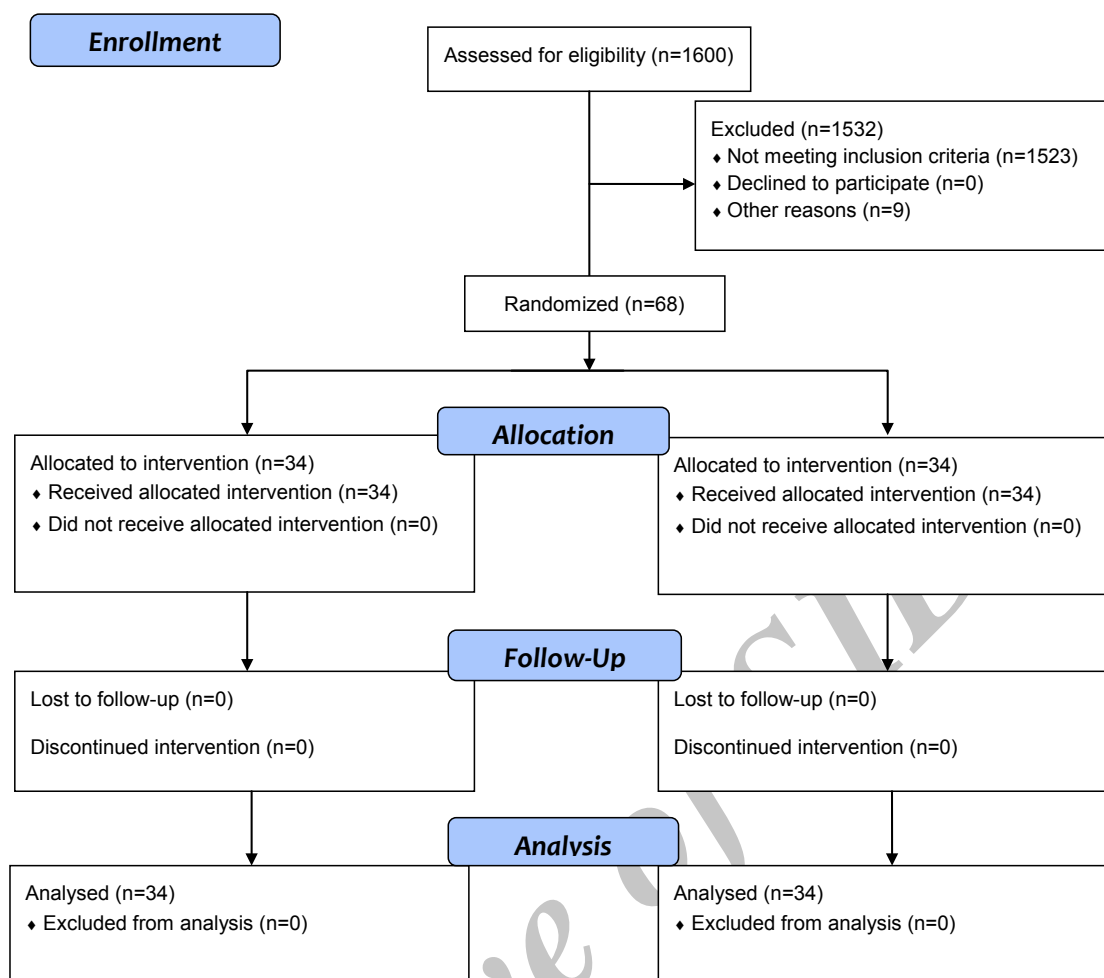 Enrollment
Assessed for eligibility (n=1600)
Excluded (n=1532)
♦ Not meeting inclusion criteria (n=1523)
♦ Declined to participate (n=0)
♦ Other reasons (n=9)
Randomized (n=68)
Allocation
Allocated to intervention (n=34)
♦ Received allocated intervention (n=34)
♦ Did not receive allocated intervention (n=0)
Allocated to intervention (n=34)
♦ Received allocated intervention (n=34)
♦ Did not receive allocated intervention (n=0)
Follow-Up
Lost to follow-up (n=0)
Discontinued intervention (n=0)
Lost to follow-up (n=0)
Discontinued intervention (n=0)
Analysis
Analysed (n=34)
♦ Excluded from analysis (n=0)
Analysed (n=34)
♦ Excluded from analysis (n=0)
of